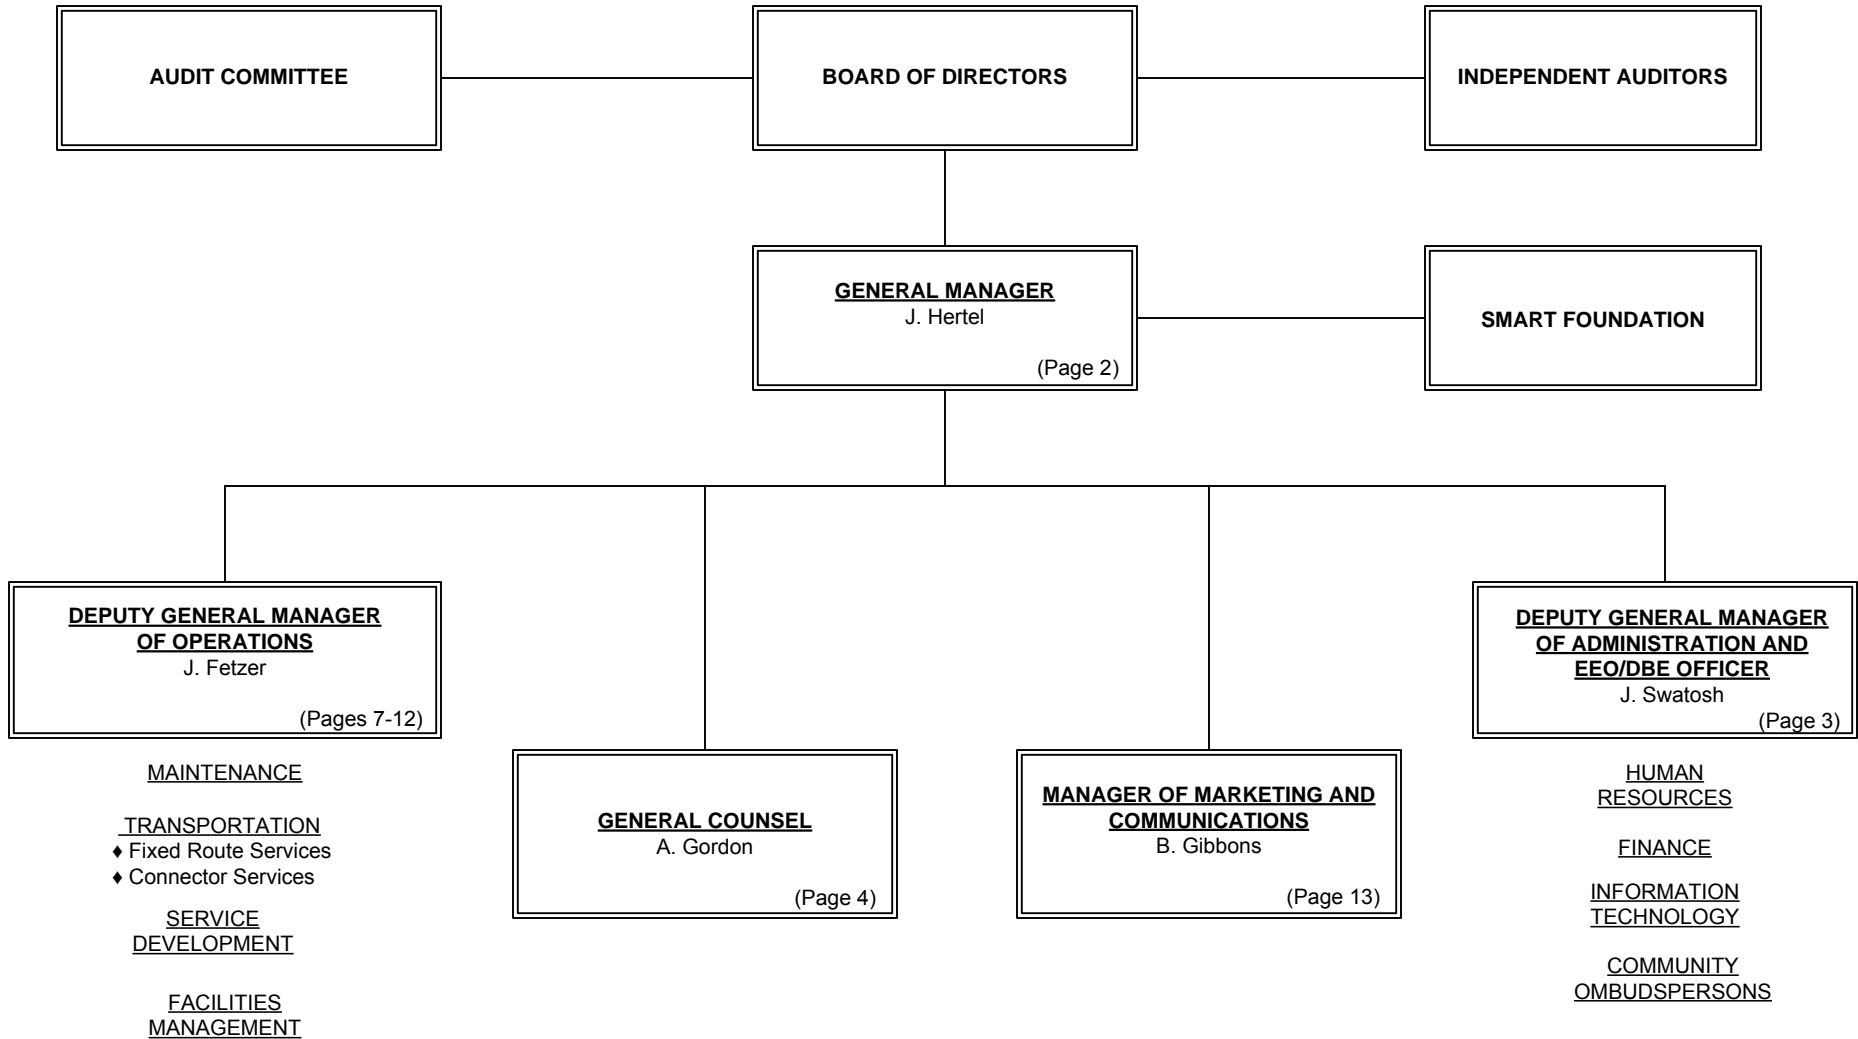 AUDIT COMMITTEE
BOARD OF DIRECTORS
INDEPENDENT AUDITORS
GENERAL MANAGER
J. Hertel
(Page 2)
SMART FOUNDATION
DEPUTY GENERAL MANAGER
OF OPERATIONS
J. Fetzer
(Pages 7-12)
MAINTENANCE
TRANSPORTATION
♦ Fixed Route Services
♦ Connector Services
SERVICE
DEVELOPMENT
FACILITIES
MANAGEMENT
GENERAL COUNSEL
A. Gordon
(Page 4)
MANAGER OF MARKETING AND
COMMUNICATIONS
B. Gibbons
(Page 13)
DEPUTY GENERAL MANAGER
OF ADMINISTRATION AND
EEO/DBE OFFICER
J. Swatosh
(Page 3)
HUMAN
RESOURCES
FINANCE
INFORMATION
TECHNOLOGY
COMMUNITY
OMBUDSPERSONS